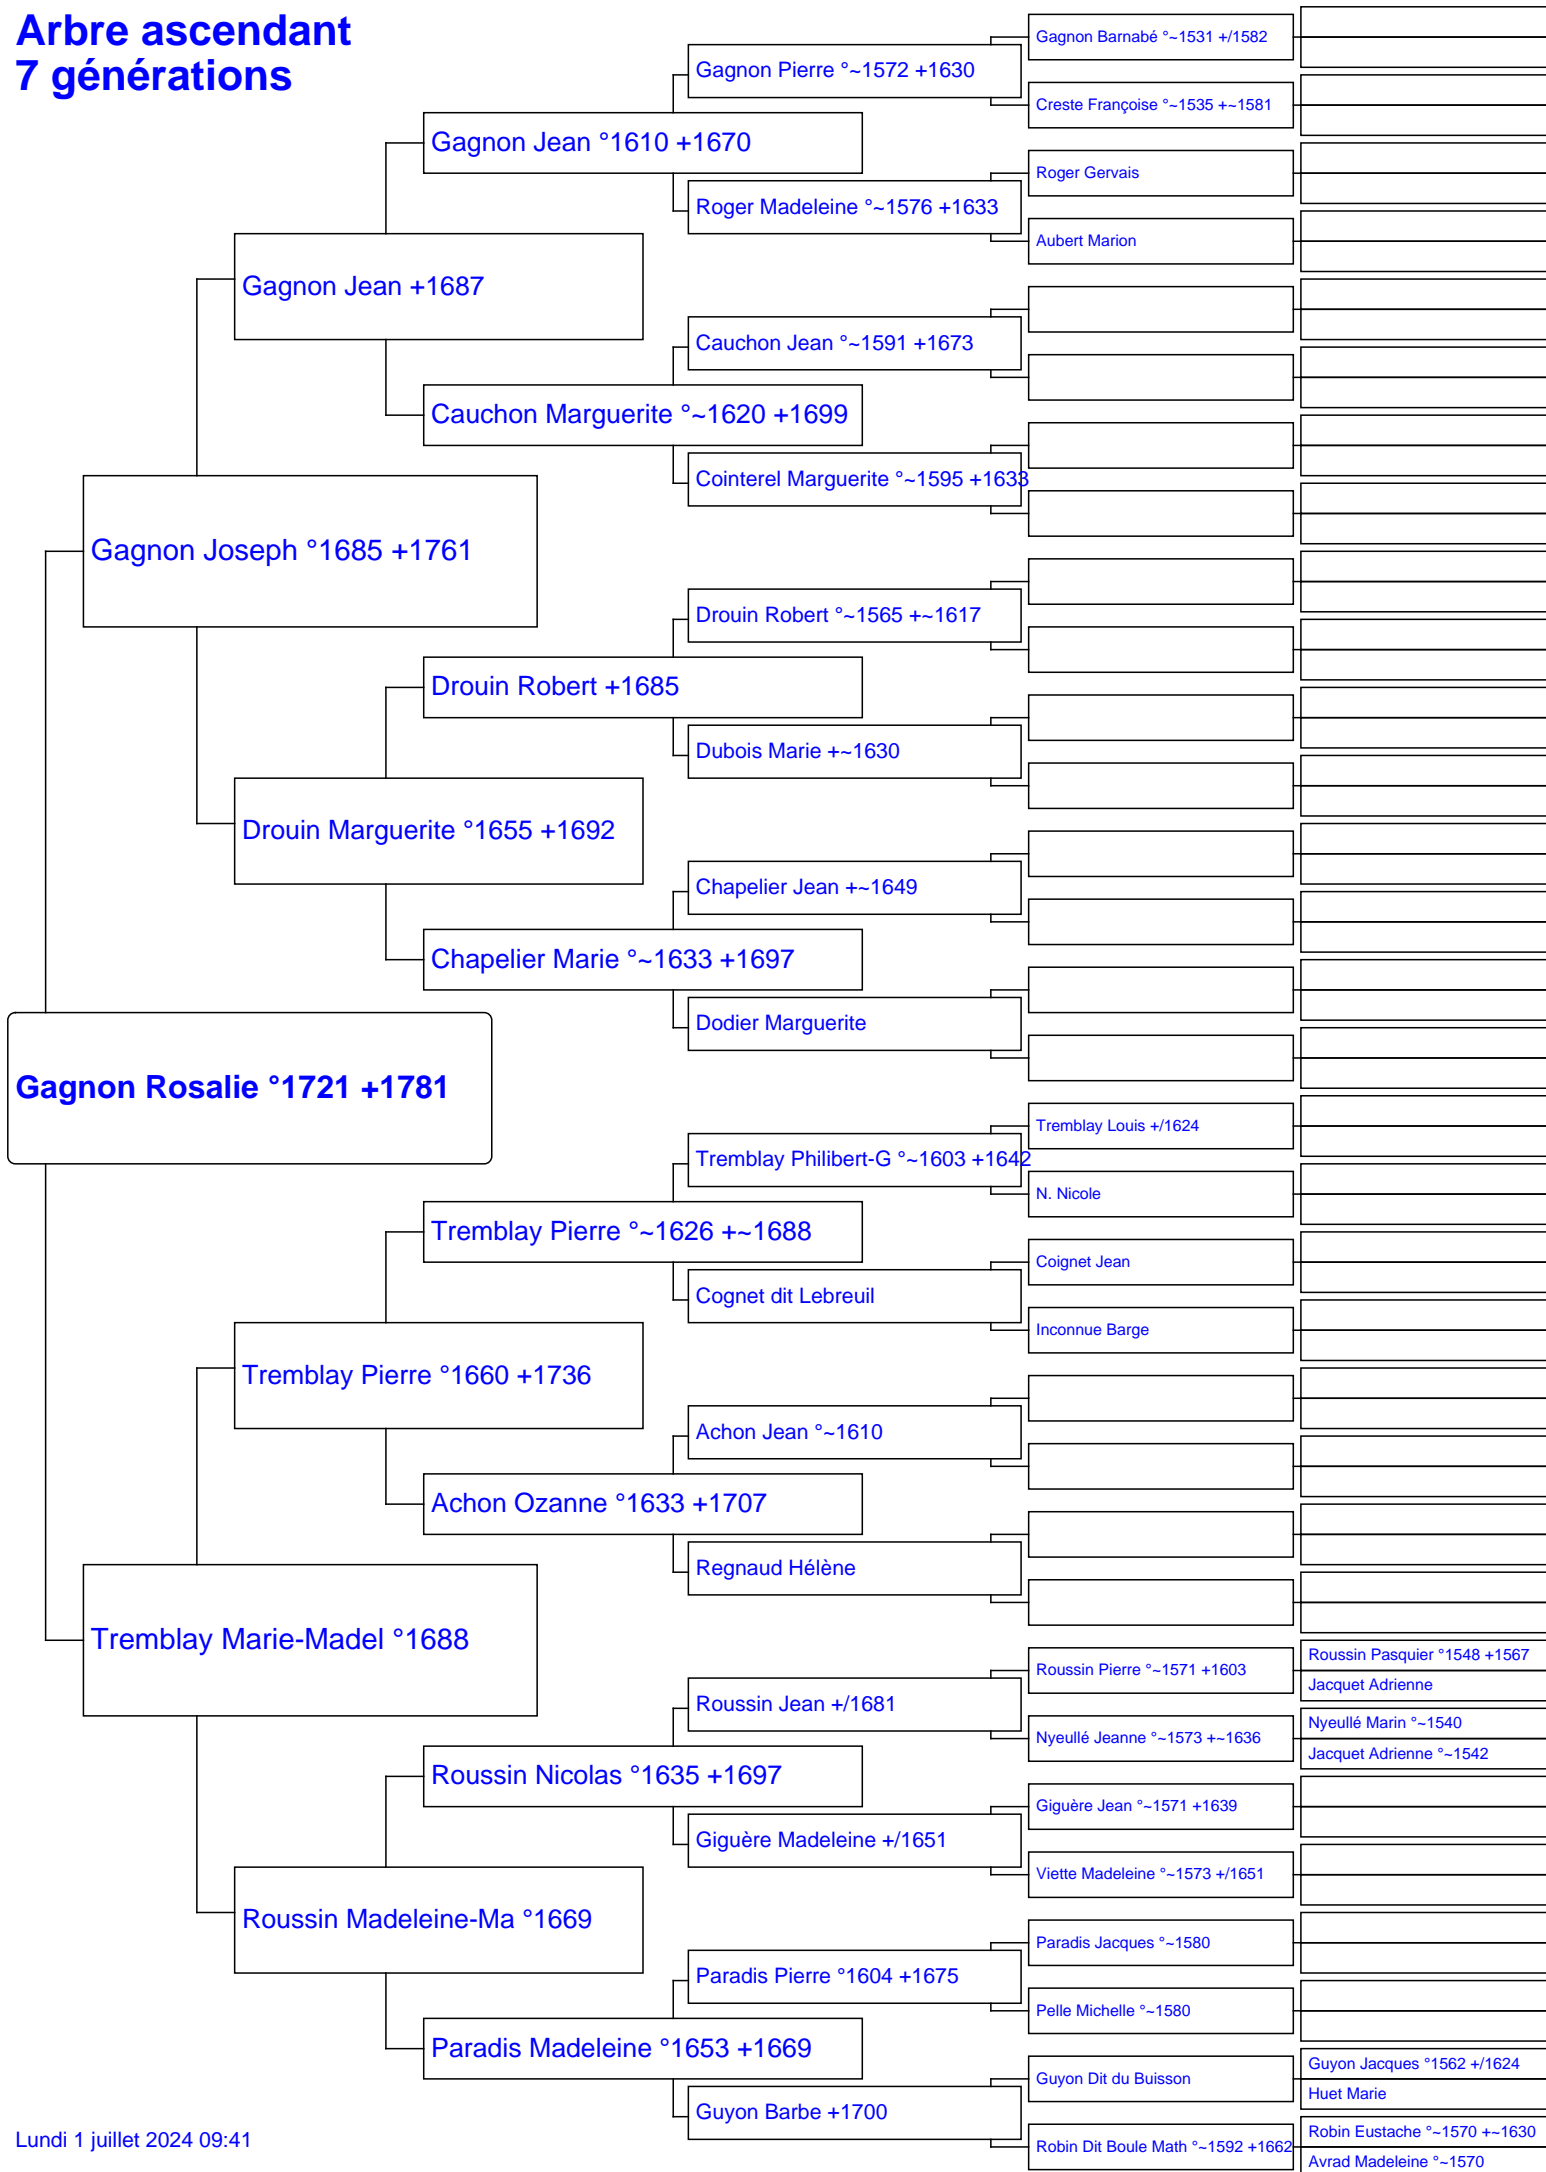 Arbre ascendant
7 générations
Gagnon Rosalie °1721 +1781
Gagnon Joseph °1685 +1761
Tremblay Marie-Madel °1688
Gagnon Jean +1687
Drouin Marguerite °1655 +1692
Tremblay Pierre °1660 +1736
Roussin Madeleine-Ma °1669
Gagnon Jean °1610 +1670
Cauchon Marguerite °~1620 +1699
Drouin Robert +1685
Chapelier Marie °~1633 +1697
Tremblay Pierre °~1626 +~1688
Achon Ozanne °1633 +1707
Roussin Nicolas °1635 +1697
Paradis Madeleine °1653 +1669
Gagnon Pierre °~1572 +1630
Roger Madeleine °~1576 +1633
Cauchon Jean °~1591 +1673
Cointerel Marguerite °~1595 +1633
Drouin Robert °~1565 +~1617
Dubois Marie +~1630
Chapelier Jean +~1649
Dodier Marguerite
Tremblay Philibert-G °~1603 +1642
Cognet dit Lebreuil
Achon Jean °~1610
Regnaud Hélène
Roussin Jean +/1681
Giguère Madeleine +/1651
Paradis Pierre °1604 +1675
Guyon Barbe +1700
Gagnon Barnabé °~1531 +/1582
Creste Françoise °~1535 +~1581
Roger Gervais
Aubert Marion
Tremblay Louis +/1624
N. Nicole
Coignet Jean
Inconnue Barge
Roussin Pierre °~1571 +1603
Nyeullé Jeanne °~1573 +~1636
Giguère Jean °~1571 +1639
Viette Madeleine °~1573 +/1651
Paradis Jacques °~1580
Pelle Michelle °~1580
Guyon Dit du Buisson
Robin Dit Boule Math °~1592 +1662
Roussin Pasquier °1548 +1567
Jacquet Adrienne
Nyeullé Marin °~1540
Jacquet Adrienne °~1542
Guyon Jacques °1562 +/1624
Huet Marie
Robin Eustache °~1570 +~1630
Avrad Madeleine °~1570
Lundi 1 juillet 2024 09:41